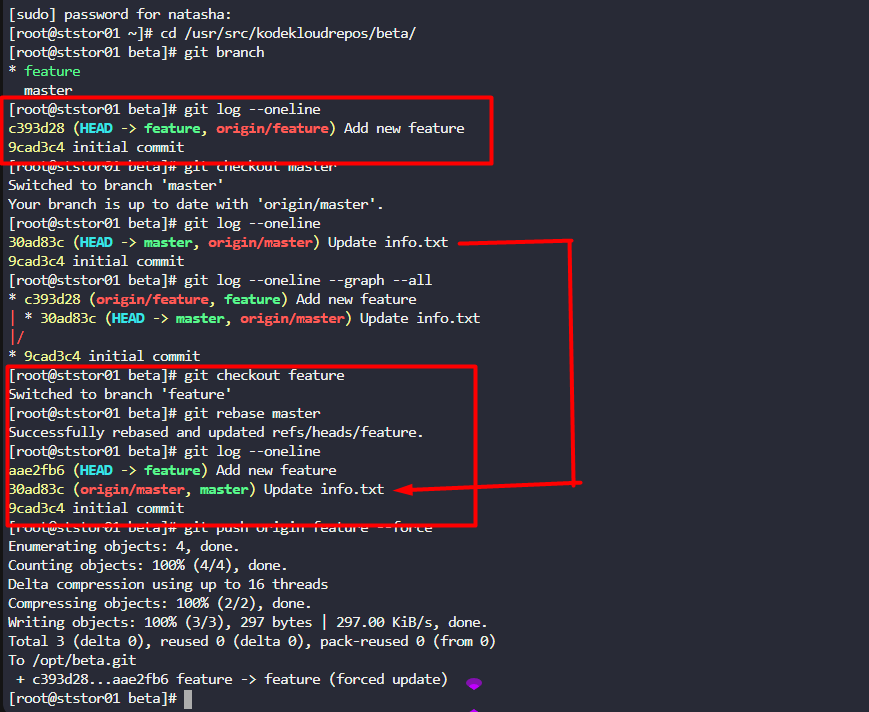 [sudo] password for natasha:
[root@ststor01 ~]# cd /usr/src/kodekloudrepos/beta/
[root@ststor01 beta]# git branch
* feature
  master
[root@ststor01 beta]# git log --oneline
c393d28 (HEAD -> feature, origin/feature) Add new feature
9cad3c4 initial commit
[root@ststor01 beta]# git checkout master
Switched to branch 'master'
Your branch is up to date with 'origin/master'.
[root@ststor01 beta]# git log --oneline
30ad83c (HEAD -> master, origin/master) Update info.txt
9cad3c4 initial commit
[root@ststor01 beta]# git log --oneline --graph --all
* c393d28 (origin/feature, feature) Add new feature
| * 30ad83c (HEAD -> master, origin/master) Update info.txt
|/
* 9cad3c4 initial commit
[root@ststor01 beta]# git checkout feature
Switched to branch 'feature'
[root@ststor01 beta]# git rebase master
Successfully rebased and updated refs/heads/feature.
[root@ststor01 beta]# git log --oneline
aae2fb6 (HEAD -> feature) Add new feature
30ad83c (origin/master, master) Update info.txt
9cad3c4 initial commit
[root@ststor01 beta]# git push origin feature --force
Enumerating objects: 4, done.
Counting objects: 100% (4/4), done.
Delta compression using up to 16 threads
Compressing objects: 100% (2/2), done.
Writing objects: 100% (3/3), 297 bytes | 297.00 KiB/s, done.
Total 3 (delta 0), reused 0 (delta 0), pack-reused 0 (from 0)
To /opt/beta.git
 + c393d28...aae2fb6 feature -> feature (forced update)
[root@ststor01 beta]#